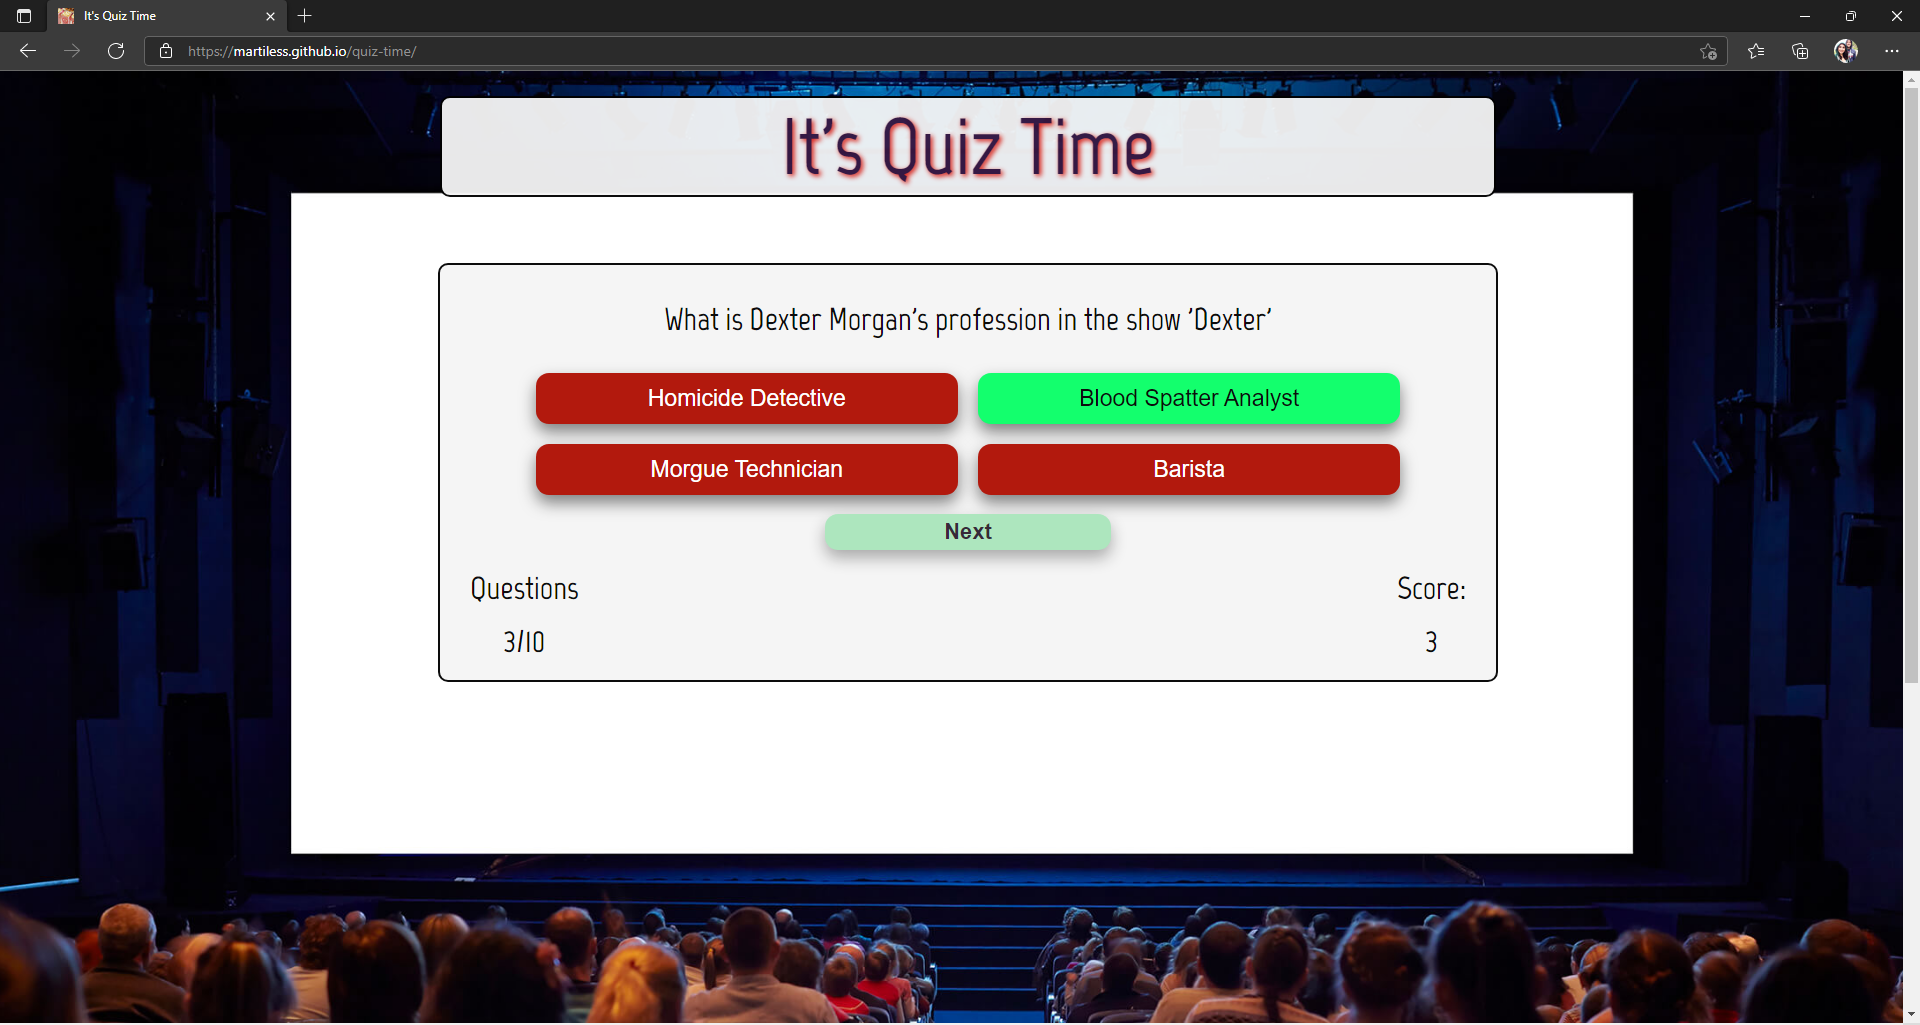 It's Quiz Time
https://martiless.github.io/quiz-time/
It's Quiz Time
What is Dexter Morgan's profession in the show 'Dexter'
Homicide Detective
Blood Spatter Analyst
Morgue Technician
Barista
Next
Questions
Score:
3/10
3